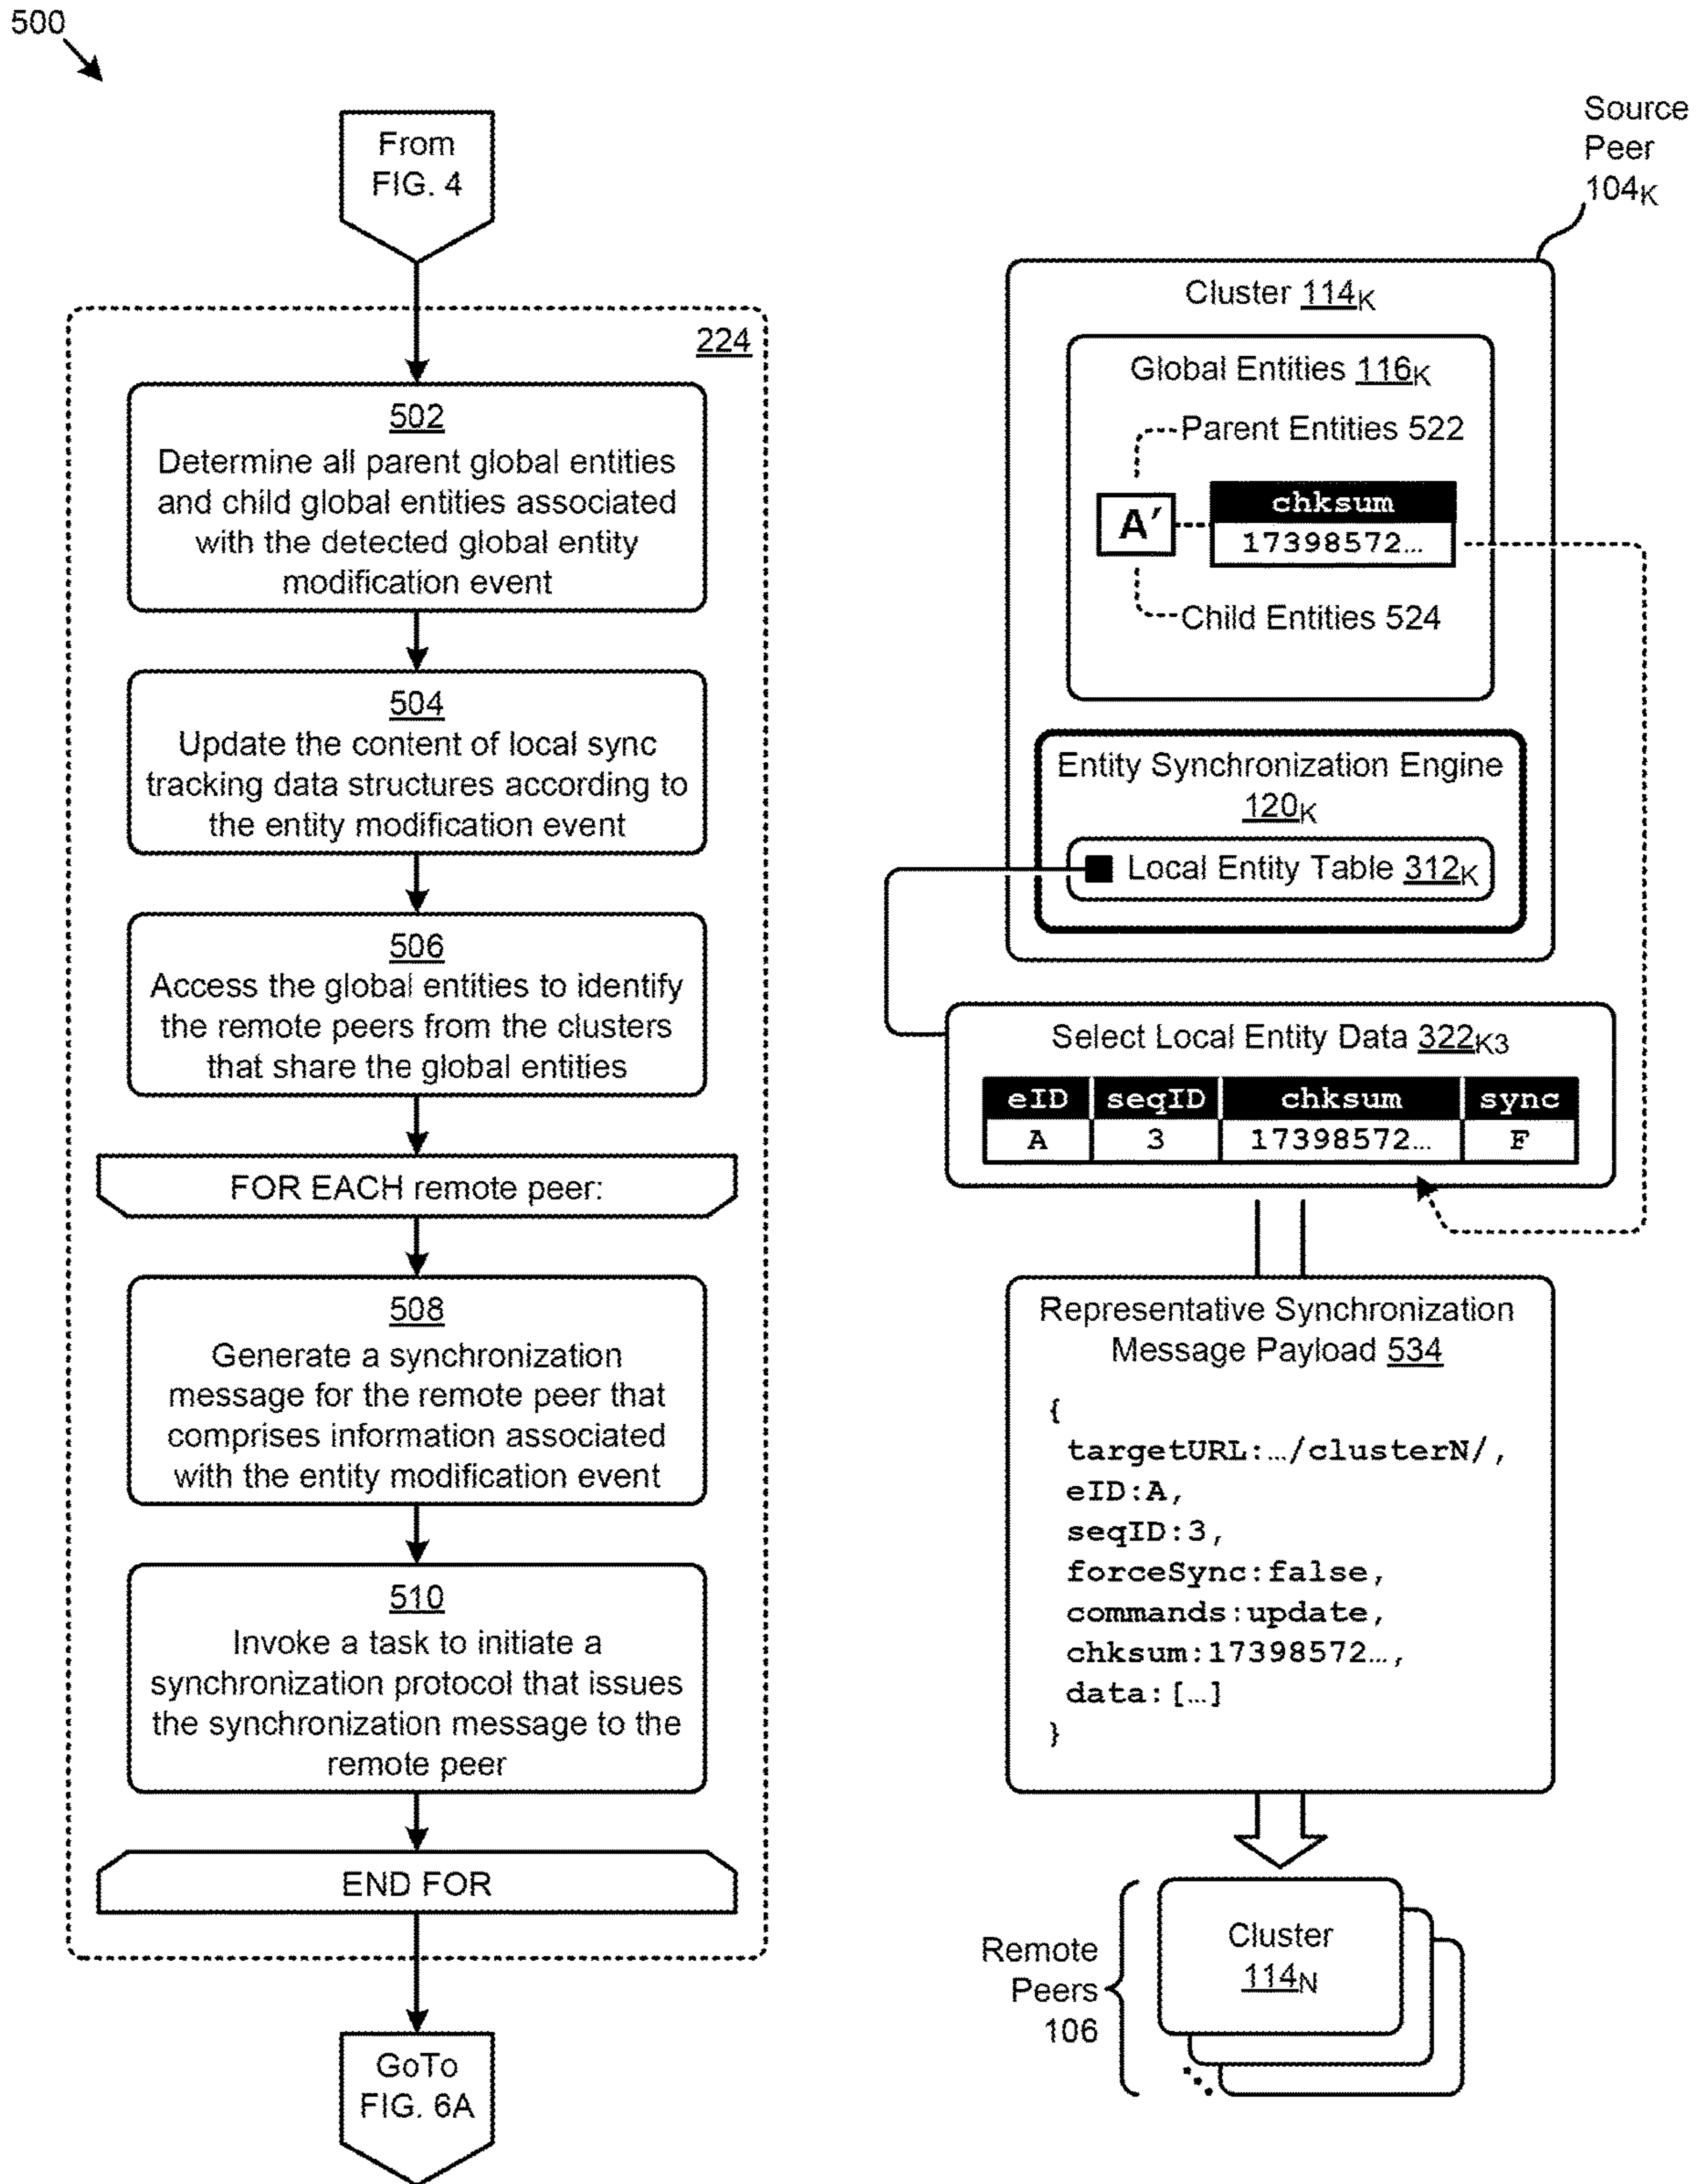 500
From
FIG. 4
224
502
Determine all parent global entities
and child global entities associated
with the detected global entity
modification event
504
Update the content of local sync
tracking data structures according to
the entity modification event
506
Access the global entities to identify
the remote peers from the clusters
that share the global entities
FOR EACH remote peer:
508
Generate a synchronization
message for the remote peer that
comprises information associated
with the entity modification event
510
Invoke a task to initiate a
synchronization protocol that issues
the synchronization message to the
remote peer
END FOR
GoTo
FIG. 6A
Source
Peer
104K
Cluster 114K
Global Entities 116K
Parent Entities 522
A′
chksum
17398572…
Child Entities 524
Entity Synchronization Engine
120K
Local Entity Table 312K
Select Local Entity Data 322K3
eID seqID chksum sync
A 3 17398572… F
Representative Synchronization
Message Payload 534
{
targetURL:…/clusterN/,
eID:A,
seqID:3,
forceSync:false,
commands:update,
chksum:17398572…,
data:[…]
}
Remote
Peers
106
Cluster
114N